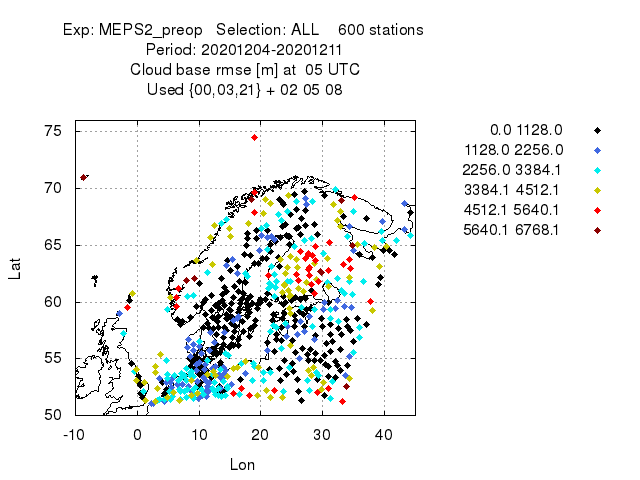 Exp: MEPS2_preop Selection: ALL 600 stations
Period: 20201204-20201211
Cloud base rmse [m] at 05 UTC
Used {00,03,21} + 02 05 08
0.0 1128.0
1128.0 2256.0
2256.0 3384.1
3384.1 4512.1
4512.1 5640.1
5640.1 6768.1
75
70
65
60
55
50
Lat
-10 0 10 20 30 40
Lon